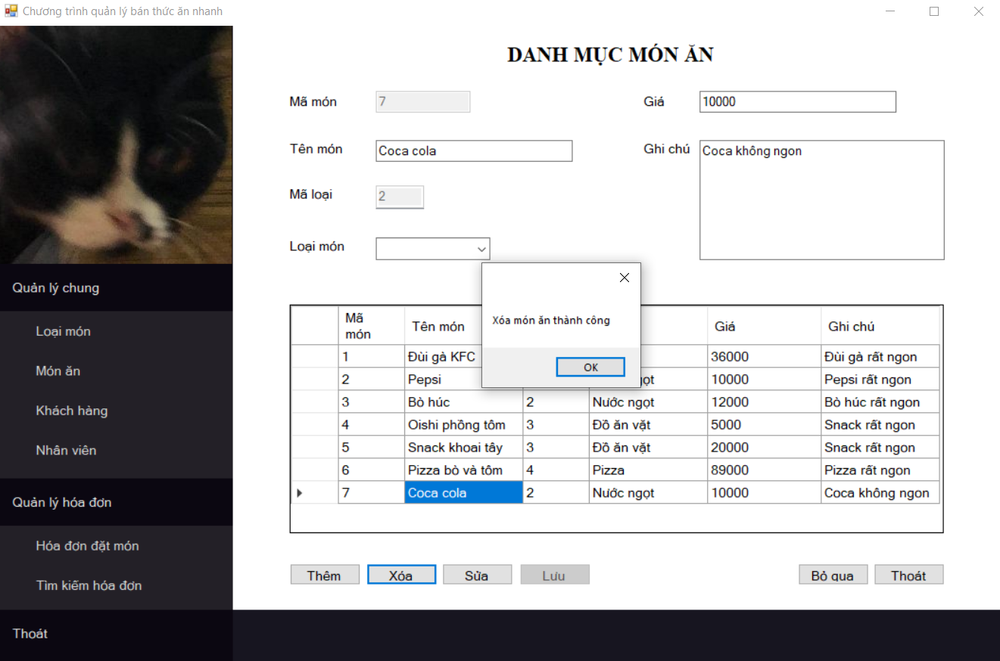 Chương trình quản lý bán thức ăn nhanh
DANH MỤC MÓN ĂN
Mã món 7 Giá 10000
Tên món Coca cola Ghi chú Coca không ngon
Mã loại 2
Loại món
Quản lý chung
Loại món
Món ăn
Khách hàng
Nhân viên
Quản lý hóa đơn
Hóa đơn đặt món
Tìm kiếm hóa đơn
Thoát
Xóa món ăn thành công
OK
Mã món Tên món Giá Ghi chú
1 Đùi gà KFC 36000 Đùi gà rất ngon
2 Pepsi 10000 Pepsi rất ngon
3 Bò húc 2 Nước ngọt 12000 Bò húc rất ngon
4 Oishi phồng tôm 3 Đồ ăn vặt 5000 Snack rất ngon
5 Snack khoai tây 3 Đồ ăn vặt 20000 Snack rất ngon
6 Pizza bò và tôm 4 Pizza 89000 Pizza rất ngon
7 Coca cola 2 Nước ngọt 10000 Coca không ngon
Thêm Xóa Sửa Lưu Bỏ qua Thoát